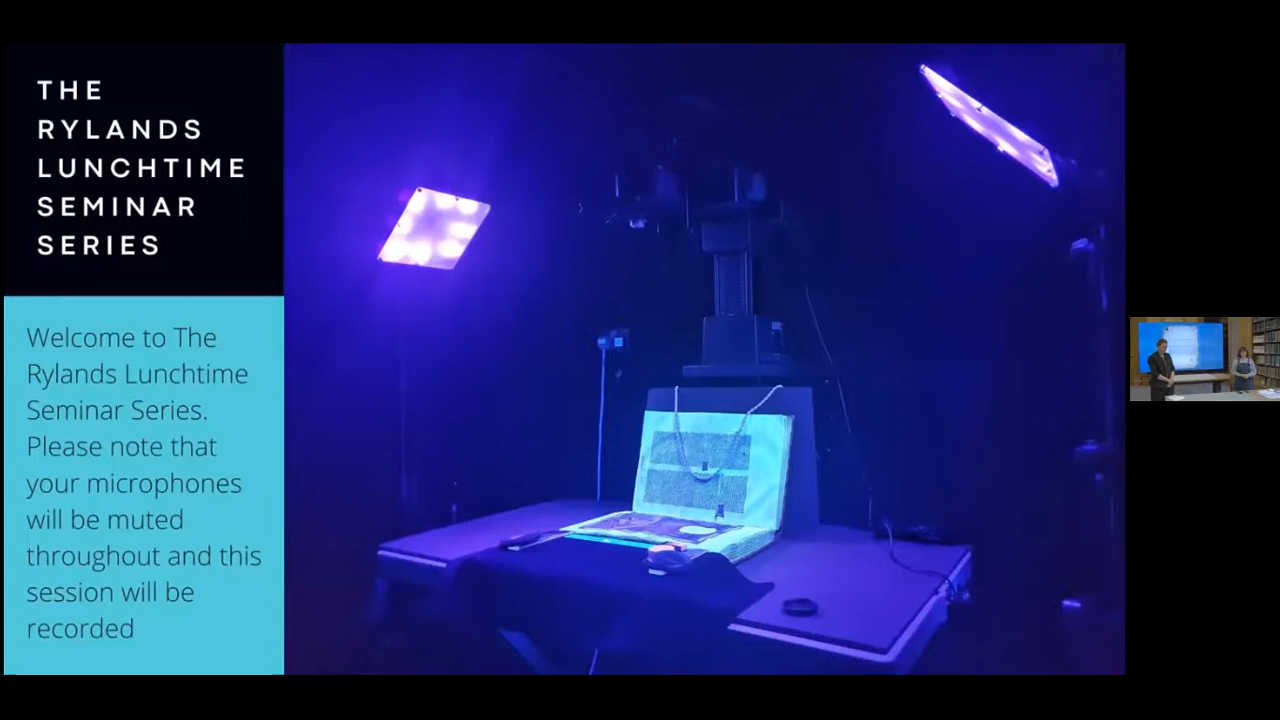 THE
RYLANDS
LUNCHTIME
SEMINAR
SERIES
Welcome to The
Rylands Lunchtime
Seminar Series.
Please note that
your microphones
will be muted
throughout and this
session will be
recorded